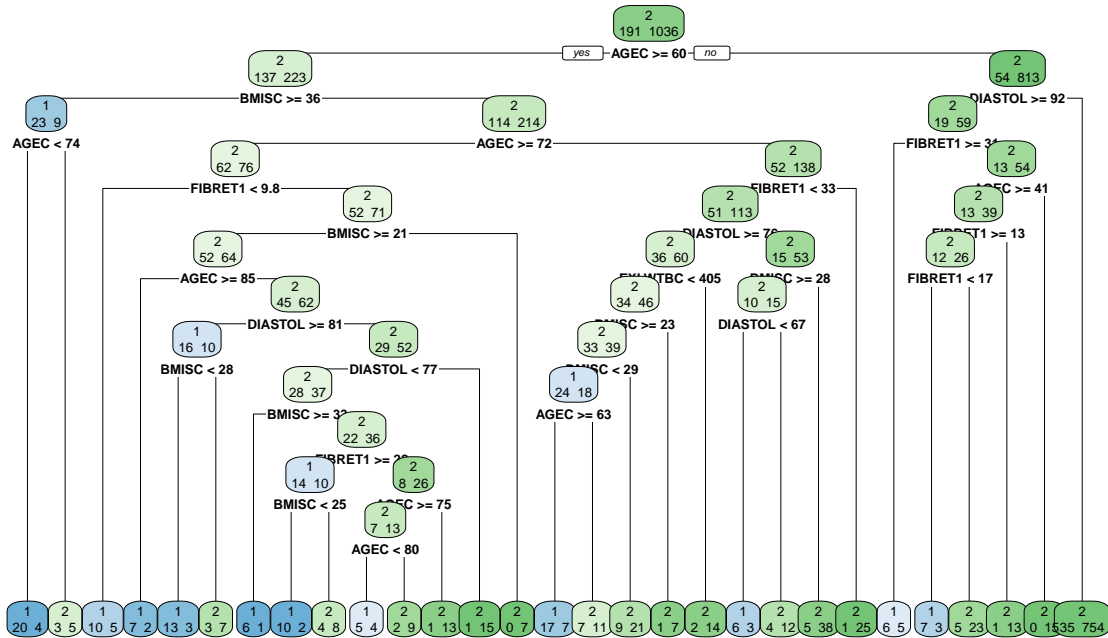 2
191 1036
yes AGEC >= 60 no
2
137 223
2
54 813
BMISC >= 36
DIASTOL >= 92
1
23 9
2
114 214
2
19 59
AGEC < 74
AGEC >= 72
FIBRET1 >= 31
2
62 76
2
52 138
2
13 54
FIBRET1 < 9.8
FIBRET1 < 33
AGEC >= 41
2
52 71
2
51 113
2
13 39
BMISC >= 21
DIASTOL >=
FIBRET1 >= 13
2
52 64
2
36 60
2
15 53
2
12 26
AGEC >= 85
EXLWTBC < 405
BMISC >= 28
FIBRET1 < 17
2
45 62
2
34 46
2
10 15
DIASTOL >= 81
BMISC >= 23
DIASTOL < 67
1
16 10
2
29 52
2
33 39
BMISC < 28
DIASTOL < 77
BMISC < 29
2
28 37
1
24 18
BMISC >= 33
AGEC >= 63
2
22 36
FIBRET1 >=
1
14 10
2
8 26
BMISC < 25
AGEC >= 75
2
7 13
AGEC < 80
1 2 1 1 1 2 1 1 2 1 2 2 2 2 1 2 2 2 2 1 2 2 2 1 1 2 2 2 2
20 4 3 5 10 5 7 2 13 3 3 7 6 1 10 2 4 8 5 4 2 9 1 13 1 15 0 7 17 7 7 11 9 21 1 7 2 14 6 3 4 12 5 38 1 25 6 5 7 3 5 23 1 13 0 15 35 754